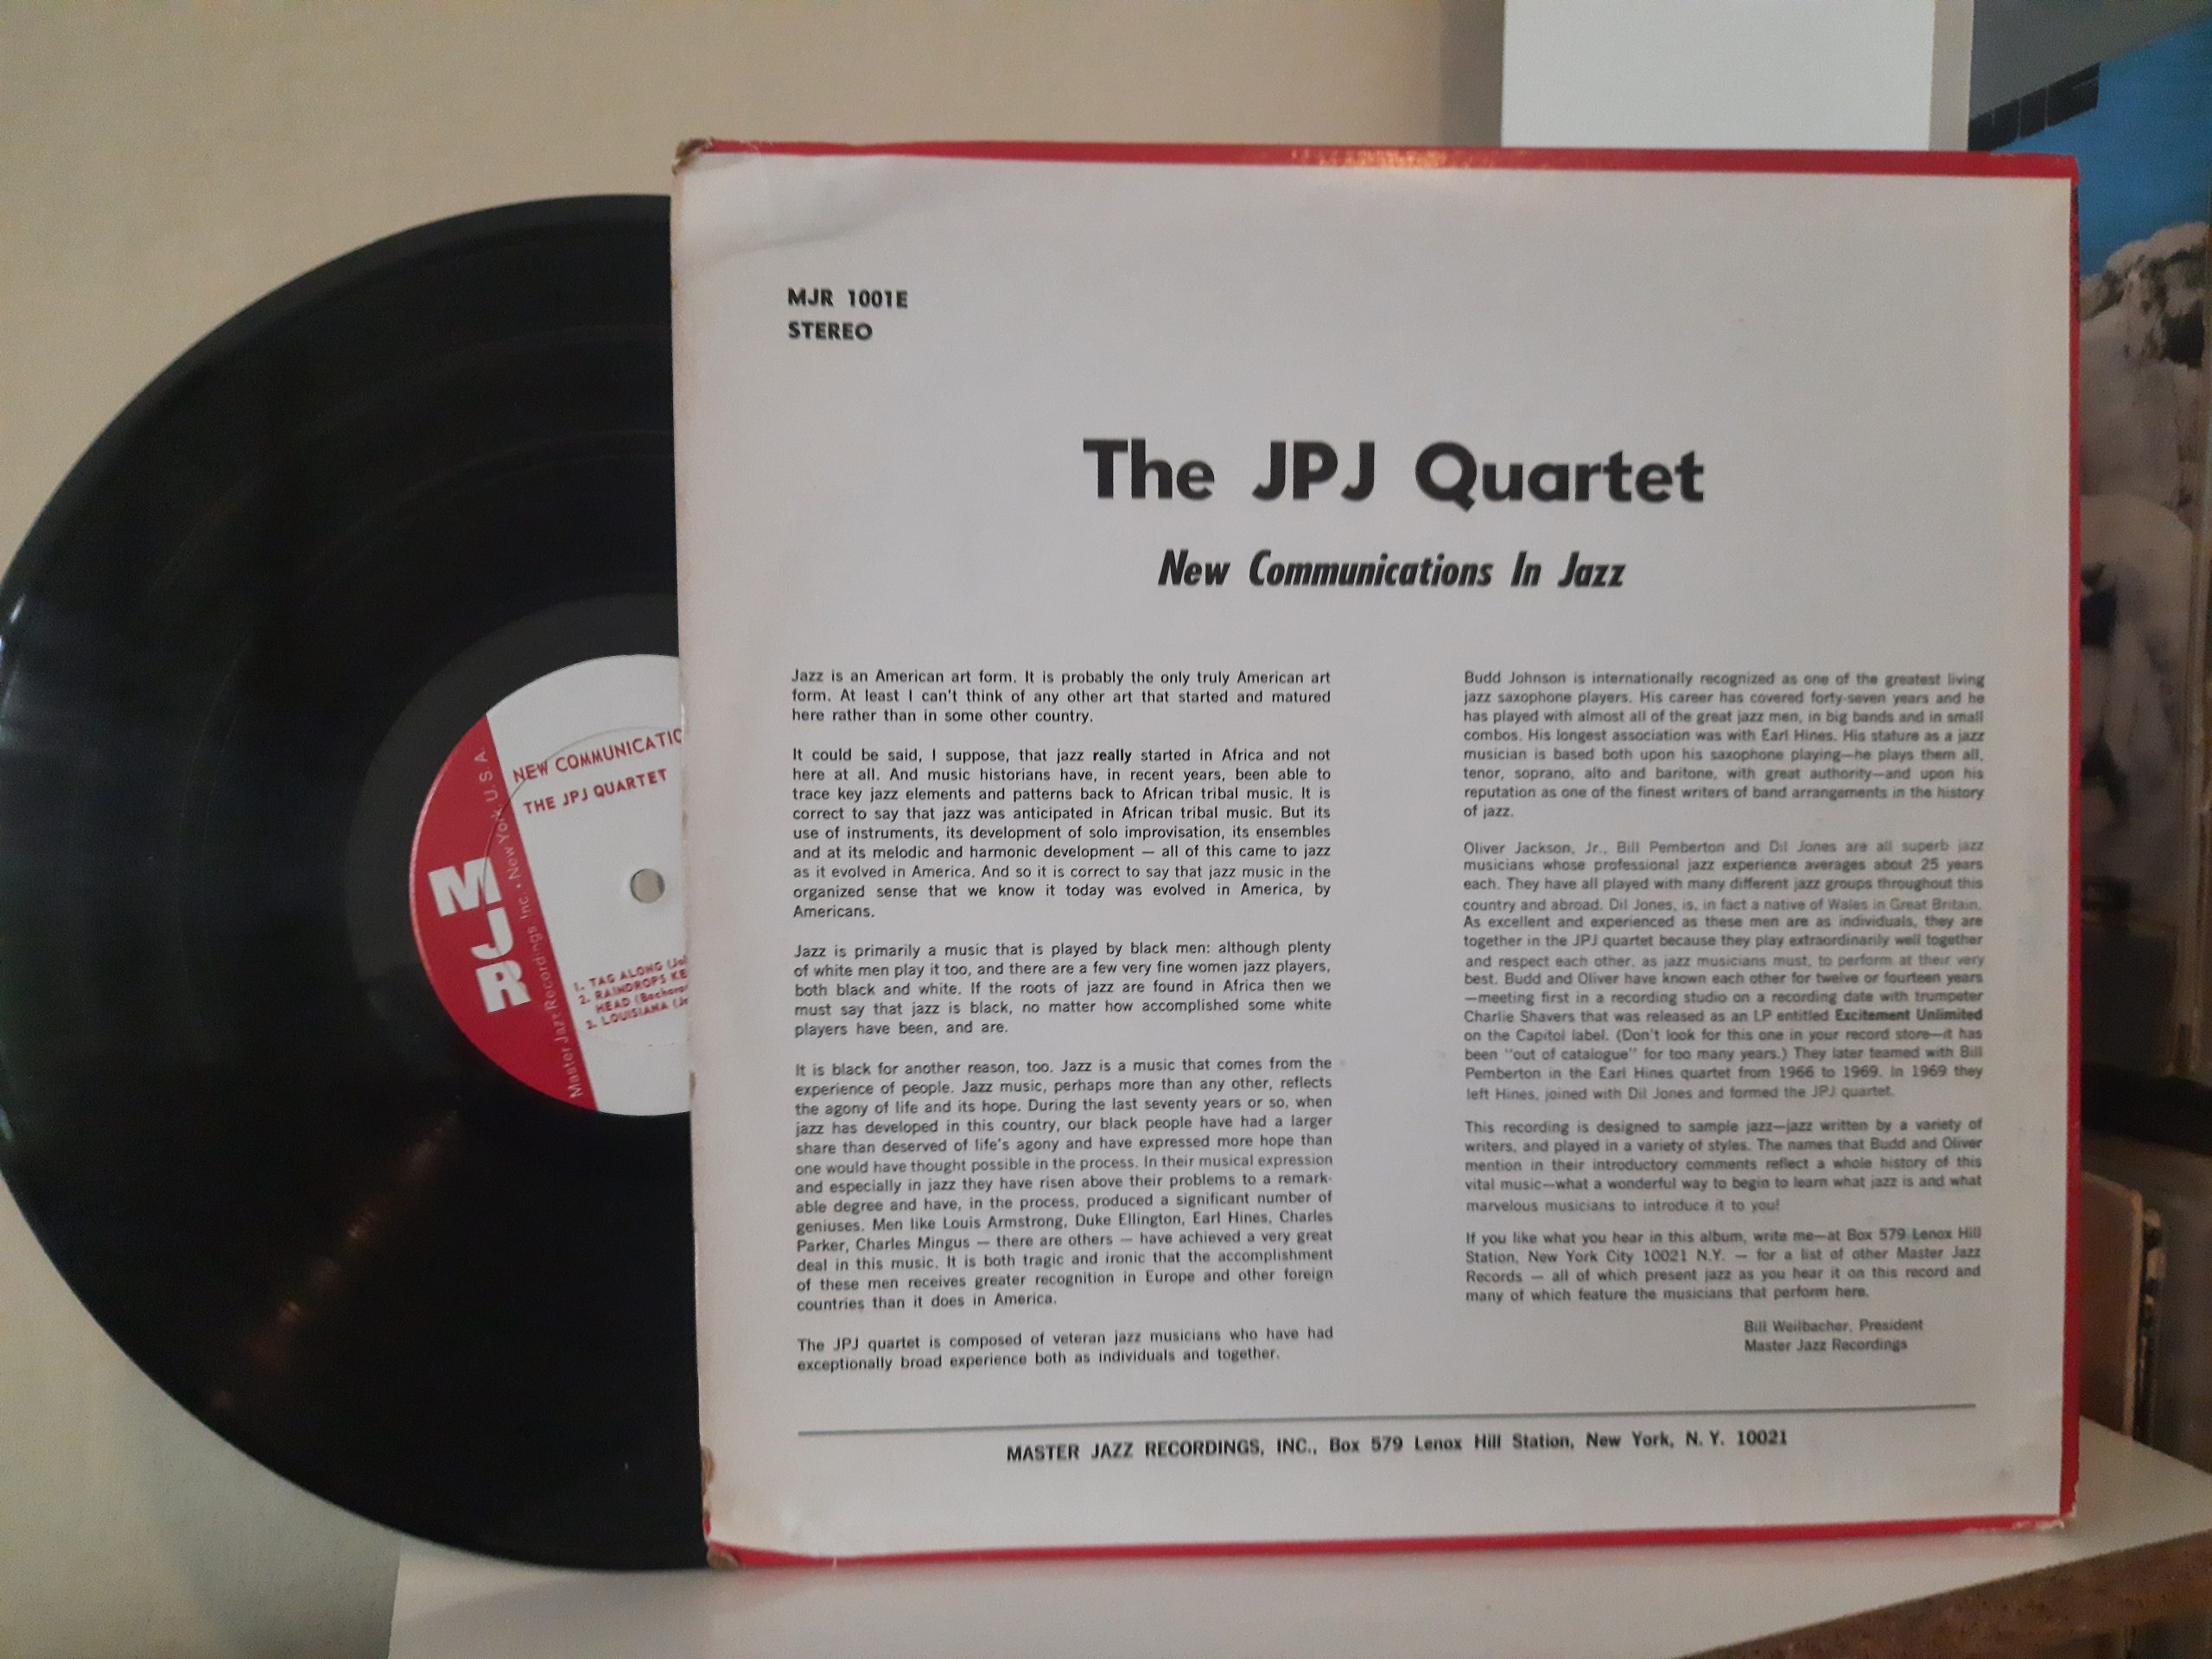 MJR 1001E
STEREO
The JPJ Quartet
New Communications In Jazz
Jazz is an American art form. It is probably the only truly American art
form. At least I can't think of any other art that started and matured
here rather than in some other country.
It could be said, I suppose, that jazz really started in Africa and not
here at all. And music historians have, in recent years, been able to
trace key jazz elements and patterns back to African tribal music. It is
correct to say that jazz was anticipated in African tribal music. But its
use of instruments, its development of solo improvisation, its ensembles
and at its melodic and harmonic development — all of this came to jazz
as it evolved in America. And so it is correct to say that jazz music in the
organized sense that we know it today was evolved in America, by
Americans.
Jazz is primarily a music that is played by black men: although plenty
of white men play it too, and there are a few very fine women jazz players,
both black and white. If the roots of jazz are found in Africa then we
must say that jazz is black, no matter how accomplished some white
players have been, and are.
It is black for another reason, too. Jazz is a music that comes from the
experience of people. Jazz music, perhaps more than any other, reflects
the agony of life and its hope. During the last seventy years or so, when
jazz has developed in this country, our black people have had a larger
share than deserved of life's agony and have expressed more hope than
one would have thought possible in the process. In their musical expression
and especially in jazz they have risen above their problems to a remark-
able degree and have, in the process, produced a significant number of
geniuses. Men like Louis Armstrong, Duke Ellington, Earl Hines, Charles
Parker, Charles Mingus — there are others — have achieved a very great
deal in this music. It is both tragic and ironic that the accomplishment
of these men receives greater recognition in Europe and other foreign
countries than it does in America.
The JPJ quartet is composed of veteran jazz musicians who have had
exceptionally broad experience both as individuals and together.
Budd Johnson is internationally recognized as one of the greatest living
jazz saxophone players. His career has covered forty-seven years and he
has played with almost all of the great jazz men, in big bands and in small
combos. His longest association was with Earl Hines. His stature as a jazz
musician is based both upon his saxophone playing—he plays them all,
tenor, soprano, alto and baritone, with great authority—and upon his
reputation as one of the finest writers of band arrangements in the history
of jazz.
Oliver Jackson, Jr., Bill Pemberton and Dil Jones are all superb jazz
musicians whose professional jazz experience averages about 25 years
each. They have all played with many different jazz groups throughout this
country and abroad. Dil Jones, is, in fact a native of Wales in Great Britain.
As excellent and experienced as these men are as individuals, they are
together in the JPJ quartet because they play extraordinarily well together
and respect each other, as jazz musicians must, to perform at their very
best. Budd and Oliver have known each other for twelve or fourteen years
—meeting first in a recording studio on a recording date with trumpeter
Charlie Shavers that was released as an LP entitled Excitement Unlimited
on the Capitol label. (Don't look for this one in your record store—it has
been "out of catalogue" for too many years.) They later teamed with Bill
Pemberton in the Earl Hines quartet from 1966 to 1969. In 1969 they
left Hines, joined with Dil Jones and formed the JPJ quartet.
This recording is designed to sample jazz—jazz written by a variety of
writers, and played in a variety of styles. The names that Budd and Oliver
mention in their introductory comments reflect a whole history of this
vital music—what a wonderful way to begin to learn what jazz is and what
marvelous musicians to introduce it to you!
If you like what you hear in this album, write me—at Box 579 Lenox Hill
Station, New York City 10021 N.Y. — for a list of other Master Jazz
Records — all of which present jazz as you hear it on this record and
many of which feature the musicians that perform here.
Bill Weilbacher, President
Master Jazz Recordings
MASTER JAZZ RECORDINGS, INC., Box 579 Lenox Hill Station, New York, N.Y. 10021
NEW COMMUNICATIO
THE JPJ QUARTET
MJR
Master Jazz Recordings Inc. • New York, U.S.A.
1. TAG ALONG (Jo
2. RAINDROPS KE
HEAD (Bachara
3. LOUISIANA (J